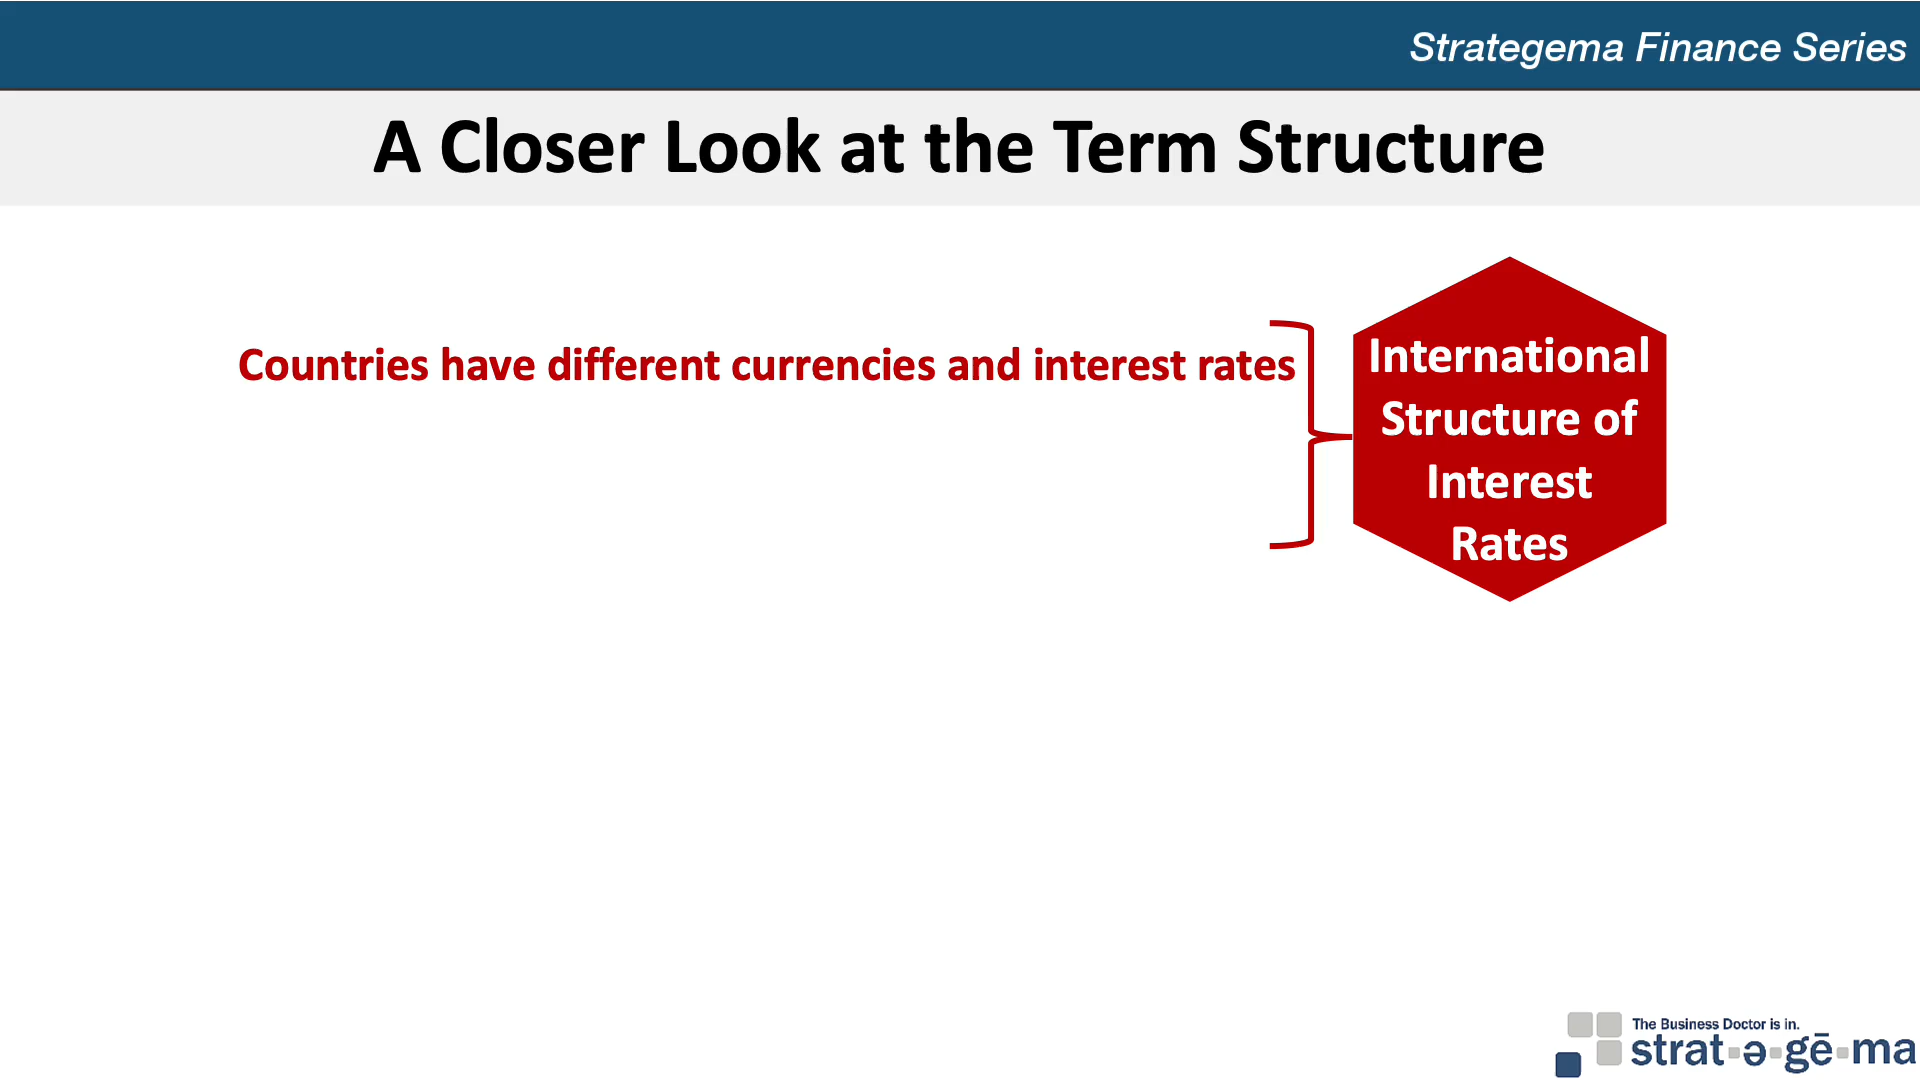 Strategema Finance Series
A Closer Look at the Term Structure
Countries have different currencies and interest rates
International
Structure of
Interest
Rates
The Business Doctor is in.
strat-ə-gē-ma